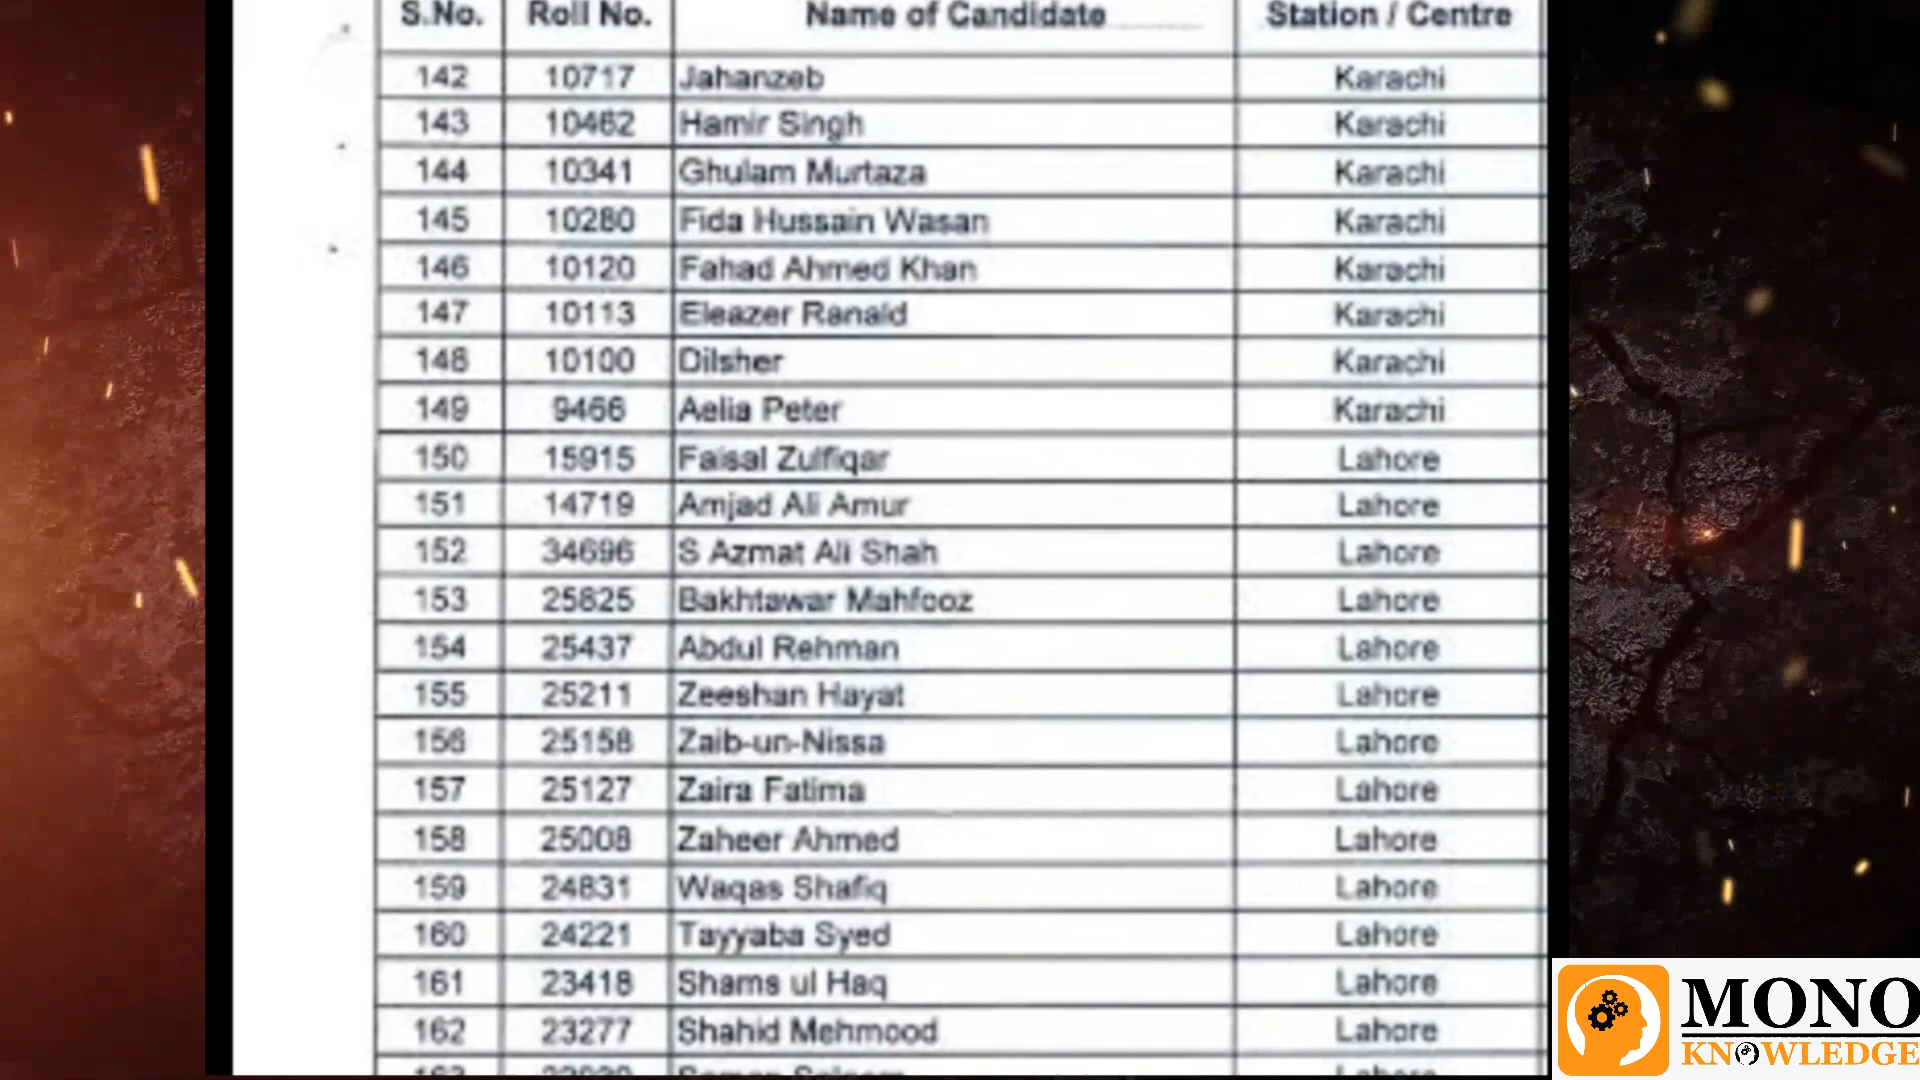 S.No. Roll No. Name of Candidate Station / Centre
142 10717 Jahanzeb Karachi
143 10462 Hamir Singh Karachi
144 10341 Ghulam Murtaza Karachi
145 10280 Fida Hussain Wasan Karachi
146 10120 Fahad Ahmed Khan Karachi
147 10113 Eleazer Ranald Karachi
148 10100 Dilsher Karachi
149 9466 Aelia Peter Karachi
150 15915 Faisal Zulfiqar Lahore
151 14719 Amjad Ali Amur Lahore
152 34696 S Azmat Ali Shah Lahore
153 25825 Bakhtawar Mahfooz Lahore
154 25437 Abdul Rehman Lahore
155 25211 Zeeshan Hayat Lahore
156 25158 Zaib-un-Nissa Lahore
157 25127 Zaira Fatima Lahore
158 25008 Zaheer Ahmed Lahore
159 24831 Waqas Shafiq Lahore
160 24221 Tayyaba Syed Lahore
161 23418 Shams ul Haq Lahore
162 23277 Shahid Mehmood Lahore
MONO
KNOWLEDGE